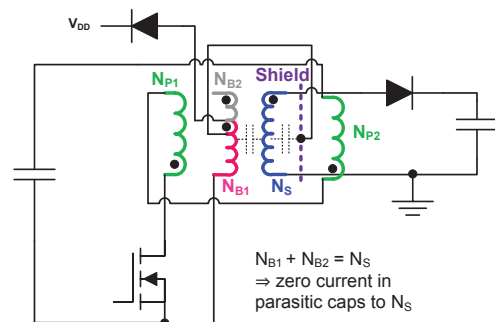 V_DD
N_P1
N_B2
Shield
N_P2
N_B1
N_S
N_B1 + N_B2 = N_S
⇒ zero current in
parasitic caps to N_S